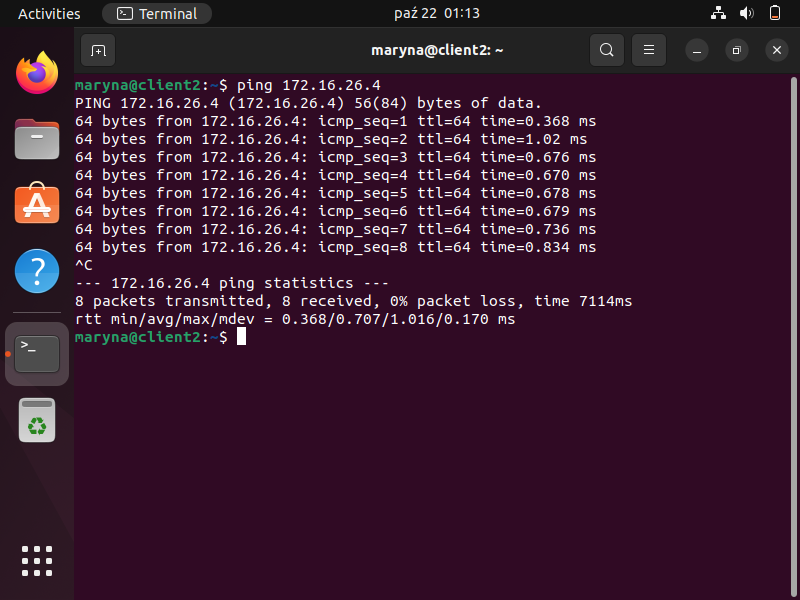 Activities
Terminal
paź 22 01:13
maryna@client2: ~
maryna@client2:~$ ping 172.16.26.4
PING 172.16.26.4 (172.16.26.4) 56(84) bytes of data.
64 bytes from 172.16.26.4: icmp_seq=1 ttl=64 time=0.368 ms
64 bytes from 172.16.26.4: icmp_seq=2 ttl=64 time=1.02 ms
64 bytes from 172.16.26.4: icmp_seq=3 ttl=64 time=0.676 ms
64 bytes from 172.16.26.4: icmp_seq=4 ttl=64 time=0.670 ms
64 bytes from 172.16.26.4: icmp_seq=5 ttl=64 time=0.678 ms
64 bytes from 172.16.26.4: icmp_seq=6 ttl=64 time=0.679 ms
64 bytes from 172.16.26.4: icmp_seq=7 ttl=64 time=0.736 ms
64 bytes from 172.16.26.4: icmp_seq=8 ttl=64 time=0.834 ms
^C
--- 172.16.26.4 ping statistics ---
8 packets transmitted, 8 received, 0% packet loss, time 7114ms
rtt min/avg/max/mdev = 0.368/0.707/1.016/0.170 ms
maryna@client2:~$